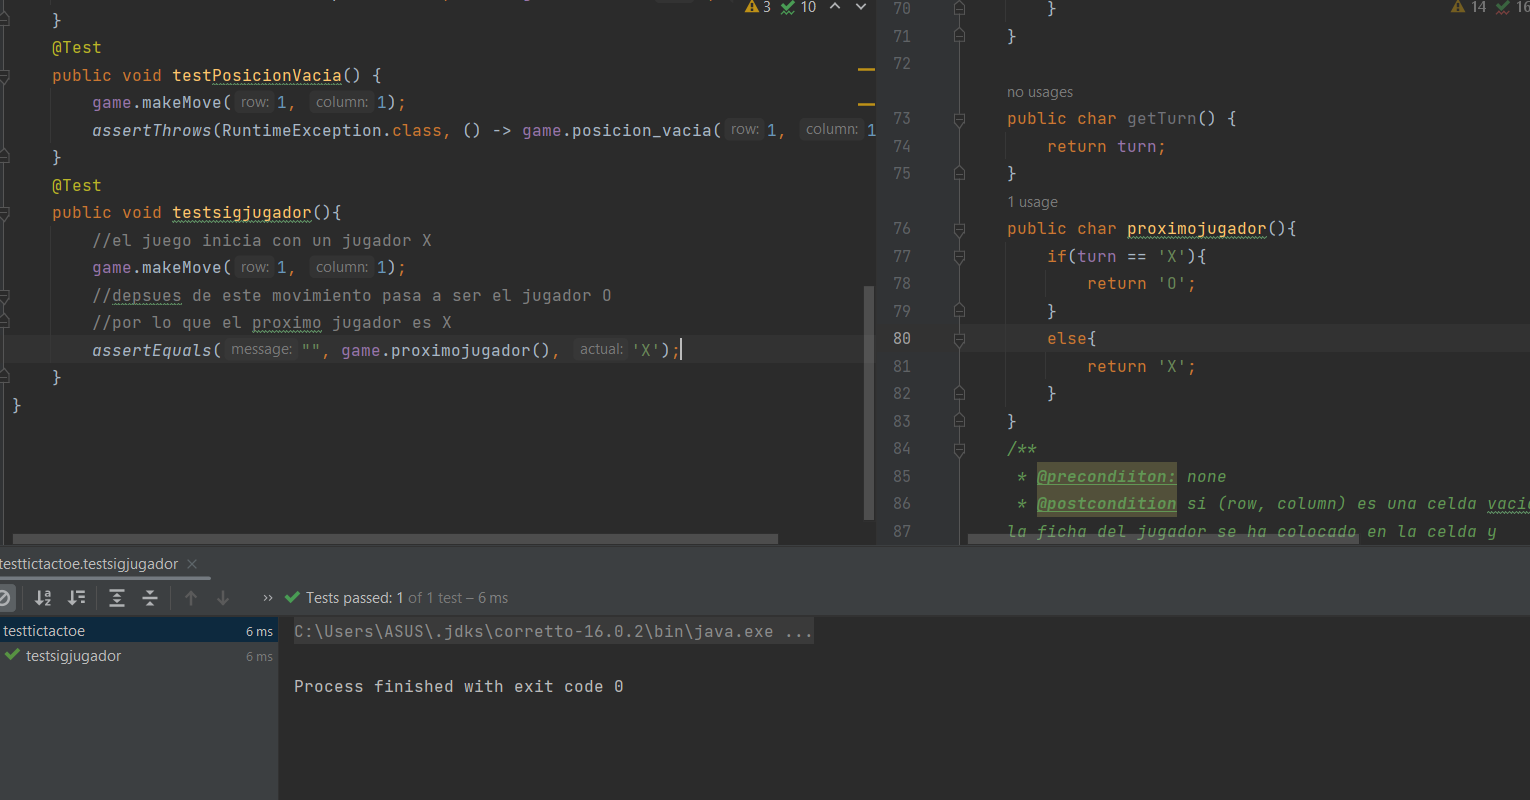 }
@Test
public void testPosicionVacia() {
game.makeMove( row: 1, column: 1);
assertThrows(RuntimeException.class, () -> game.posicion_vacia( row: 1, column: 1
}
@Test
public void testsigjugador(){
//el juego inicia con un jugador X
game.makeMove( row: 1, column: 1);
//depsues de este movimiento pasa a ser el jugador O
//por lo que el proximo jugador es X
assertEquals( message: "", game.proximojugador(), actual: 'X');
}
}
3 10
70 }
71 }
72
no usages
73 public char getTurn() {
74 return turn;
75 }
1 usage
76 public char proximojugador(){
77 if(turn == 'X'){
78 return 'O';
79 }
80 else{
81 return 'X';
82 }
83 }
84 /**
85 * @precondiiton: none
86 * @postcondition si (row, column) es una celda vaci
87 la ficha del jugador se ha colocado en la celda y
14 16
testtictactoe.testsigjugador
Tests passed: 1 of 1 test – 6 ms
testtictactoe 6 ms
testsigjugador 6 ms
C:\Users\ASUS\.jdks\corretto-16.0.2\bin\java.exe ...
Process finished with exit code 0